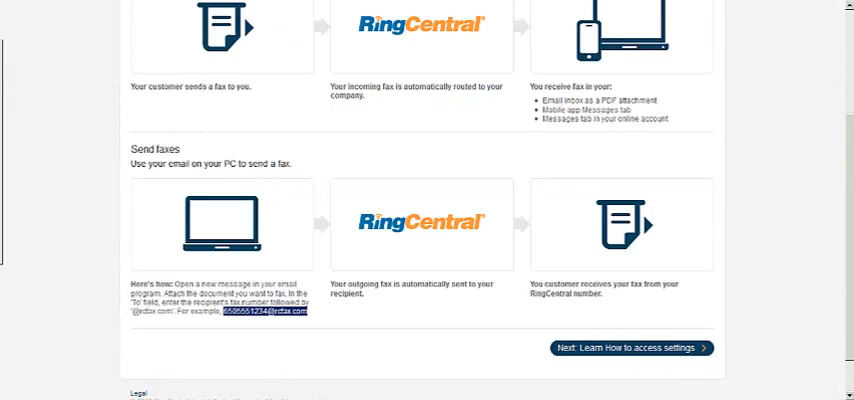 RingCentral®
Your customer sends a fax to you.
Your incoming fax is automatically routed to your
company.
You receive fax in your:
Email inbox as a PDF attachment
Mobile app Messages tab
Messages tab in your online account
Send faxes
Use your email on your PC to send a fax.
RingCentral®
Here's how: Open a new message in your email
program. Attach the document you want to fax. In the
'To' field, enter the recipient's fax number followed by
'@rcfax.com'. For example, 6505551234@rcfax.com
Your outgoing fax is automatically sent to your
recipient.
You customer receives your fax from your
RingCentral number.
Next: Learn How to access settings
Legal